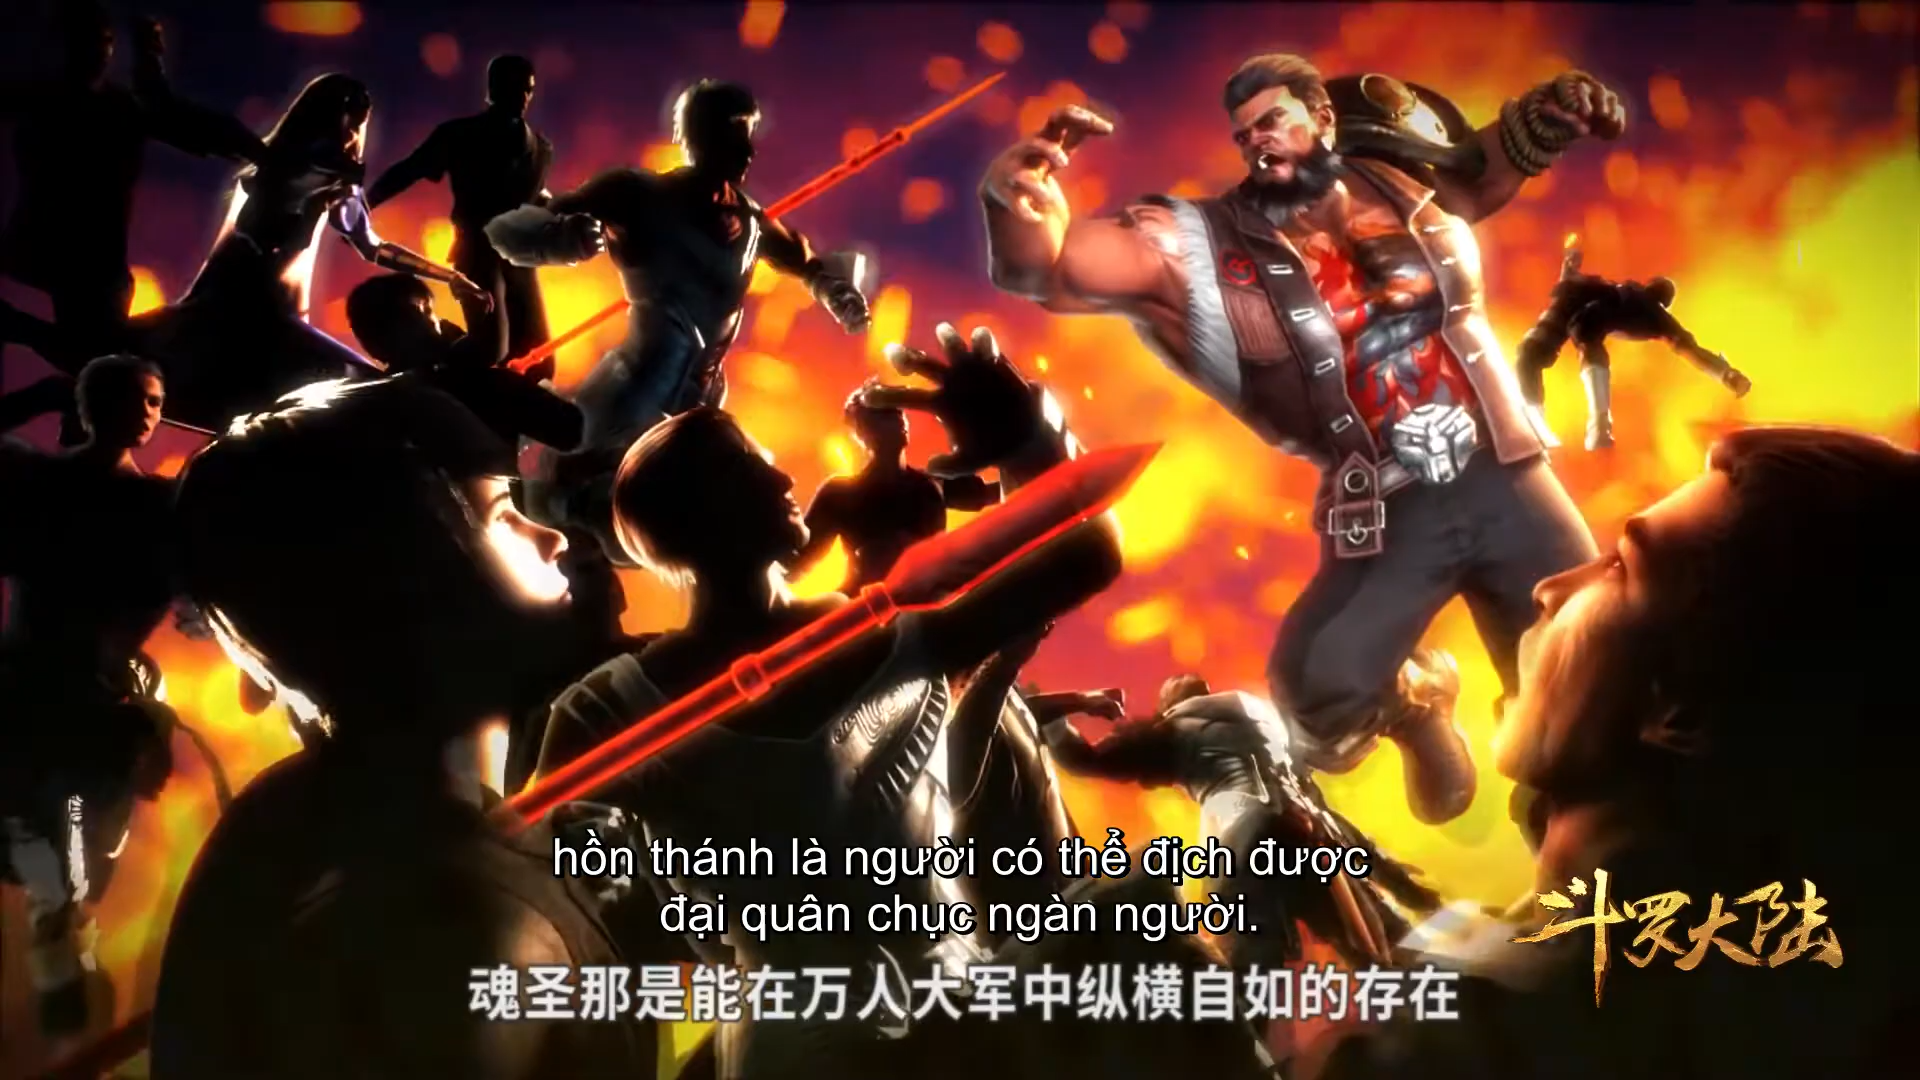 hồn thánh là người có thể địch được
đại quân chục ngàn người.
斗罗大陆
魂圣那是能在万人大军中纵横自如的存在